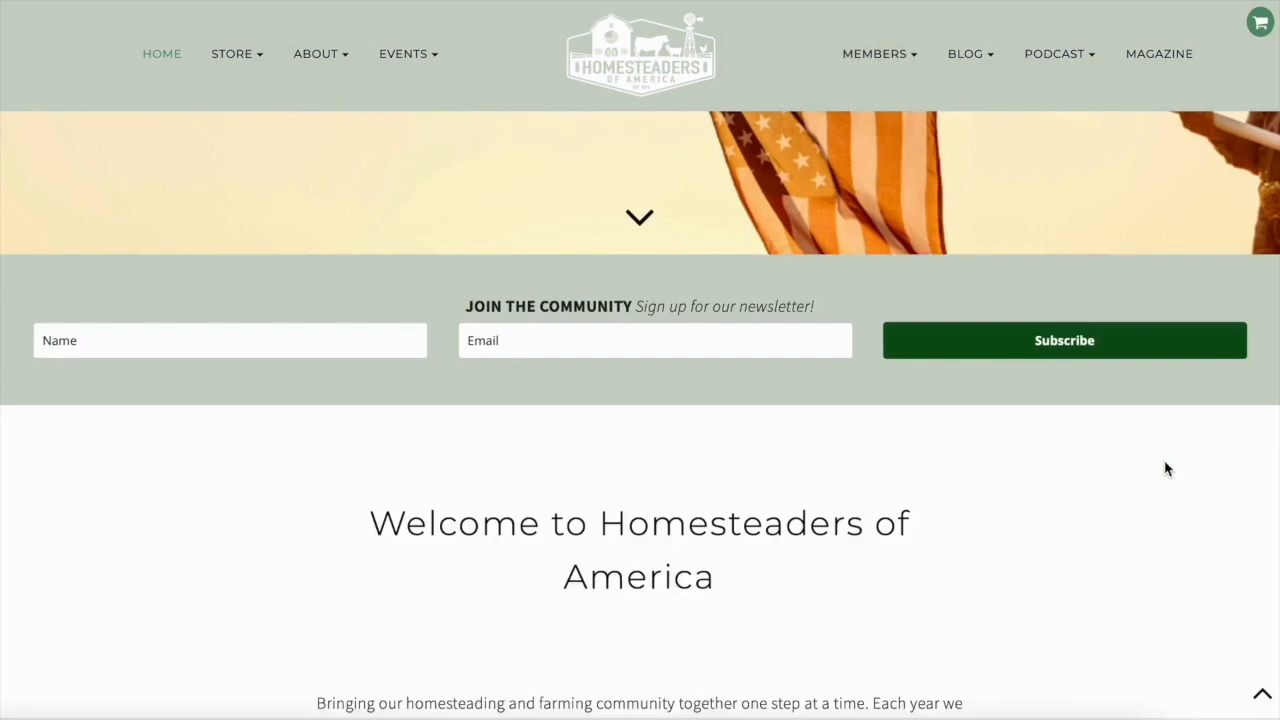 HOME STORE ABOUT EVENTS
HOMESTEADERS
OF AMERICA
MEMBERS BLOG PODCAST MAGAZINE
JOIN THE COMMUNITY Sign up for our newsletter!
Name Email Subscribe
Welcome to Homesteaders of
America
Bringing our homesteading and farming community together one step at a time. Each year we